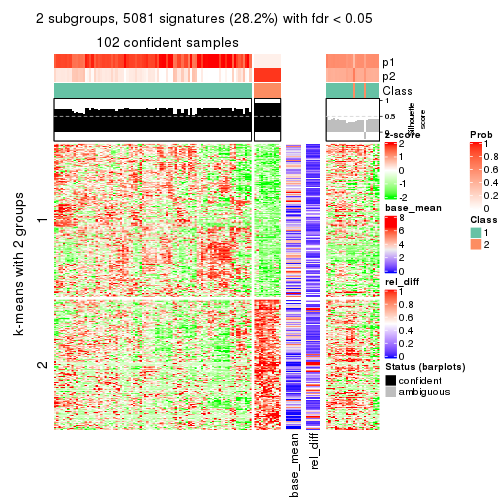 2 subgroups, 5081 signatures (28.2%) with fdr < 0.05
102 confident samples
p1
p2
Class
1
0.5
0
Silhouette
score
k-means with 2 groups
1
2
base_mean
rel_diff
z-score
2
1
0
-1
-2
base_mean
8
6
4
2
0
rel_diff
1
0.8
0.6
0.4
0.2
0
Status (barplots)
confident
ambiguous
Prob
1
0.8
0.6
0.4
0.2
0
Class
1
2